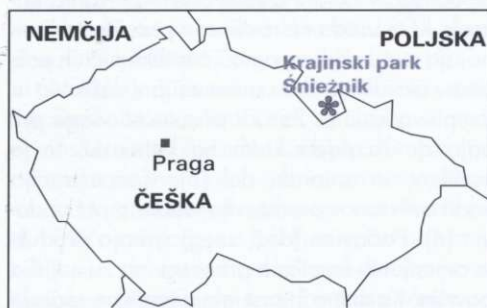 NEMČIJA
POLJSKA
Krajinski park
Śnieżnik
Praga
ČEŠKA